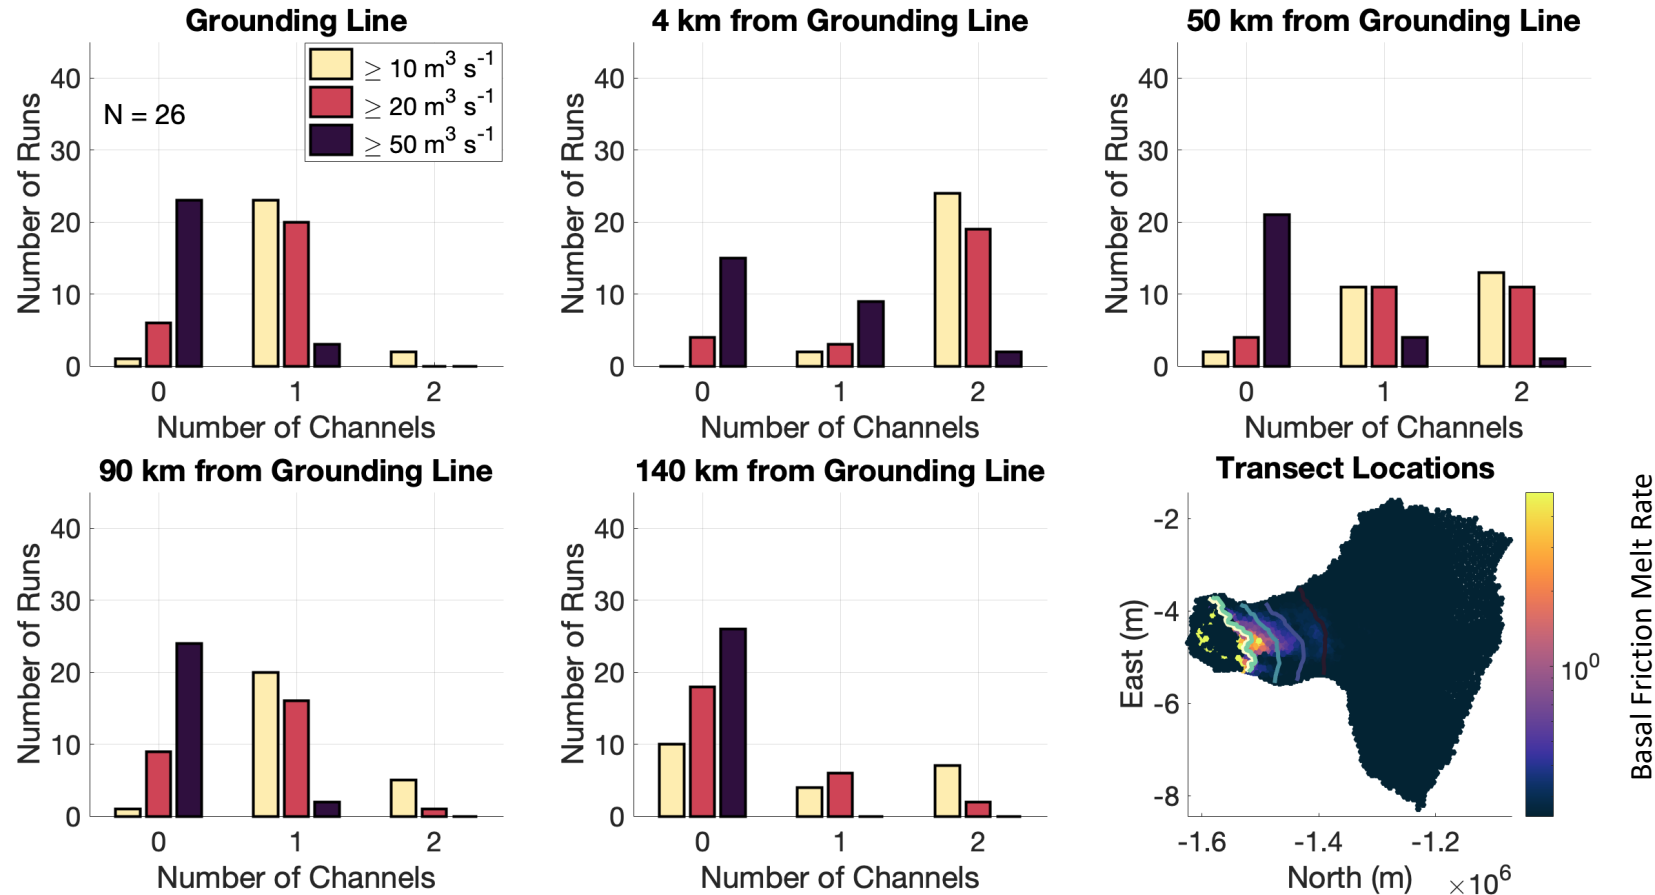 Grounding Line
40
30
20
10
0
Number of Runs
N = 26
≥ 10 m³ s⁻¹
≥ 20 m³ s⁻¹
≥ 50 m³ s⁻¹
0 1 2
Number of Channels
4 km from Grounding Line
40
30
20
10
0
Number of Runs
0 1 2
Number of Channels
50 km from Grounding Line
40
30
20
10
0
Number of Runs
0 1 2
Number of Channels
90 km from Grounding Line
40
30
20
10
0
Number of Runs
0 1 2
Number of Channels
140 km from Grounding Line
40
30
20
10
0
Number of Runs
0 1 2
Number of Channels
Transect Locations
-2
-4
-6
-8
East (m)
-1.6 -1.4 -1.2
North (m)
×10⁶
10⁰
Basal Friction Melt Rate